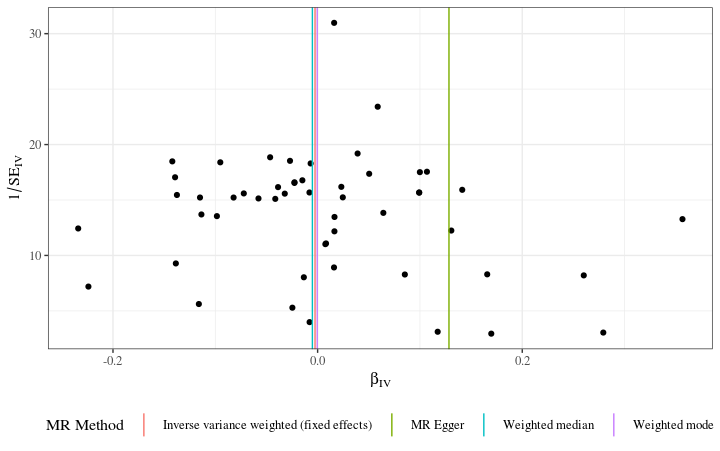 30
20
10
1/SE_IV
-0.2
0.0
0.2
β_IV
MR Method
Inverse variance weighted (fixed effects)
MR Egger
Weighted median
Weighted mode